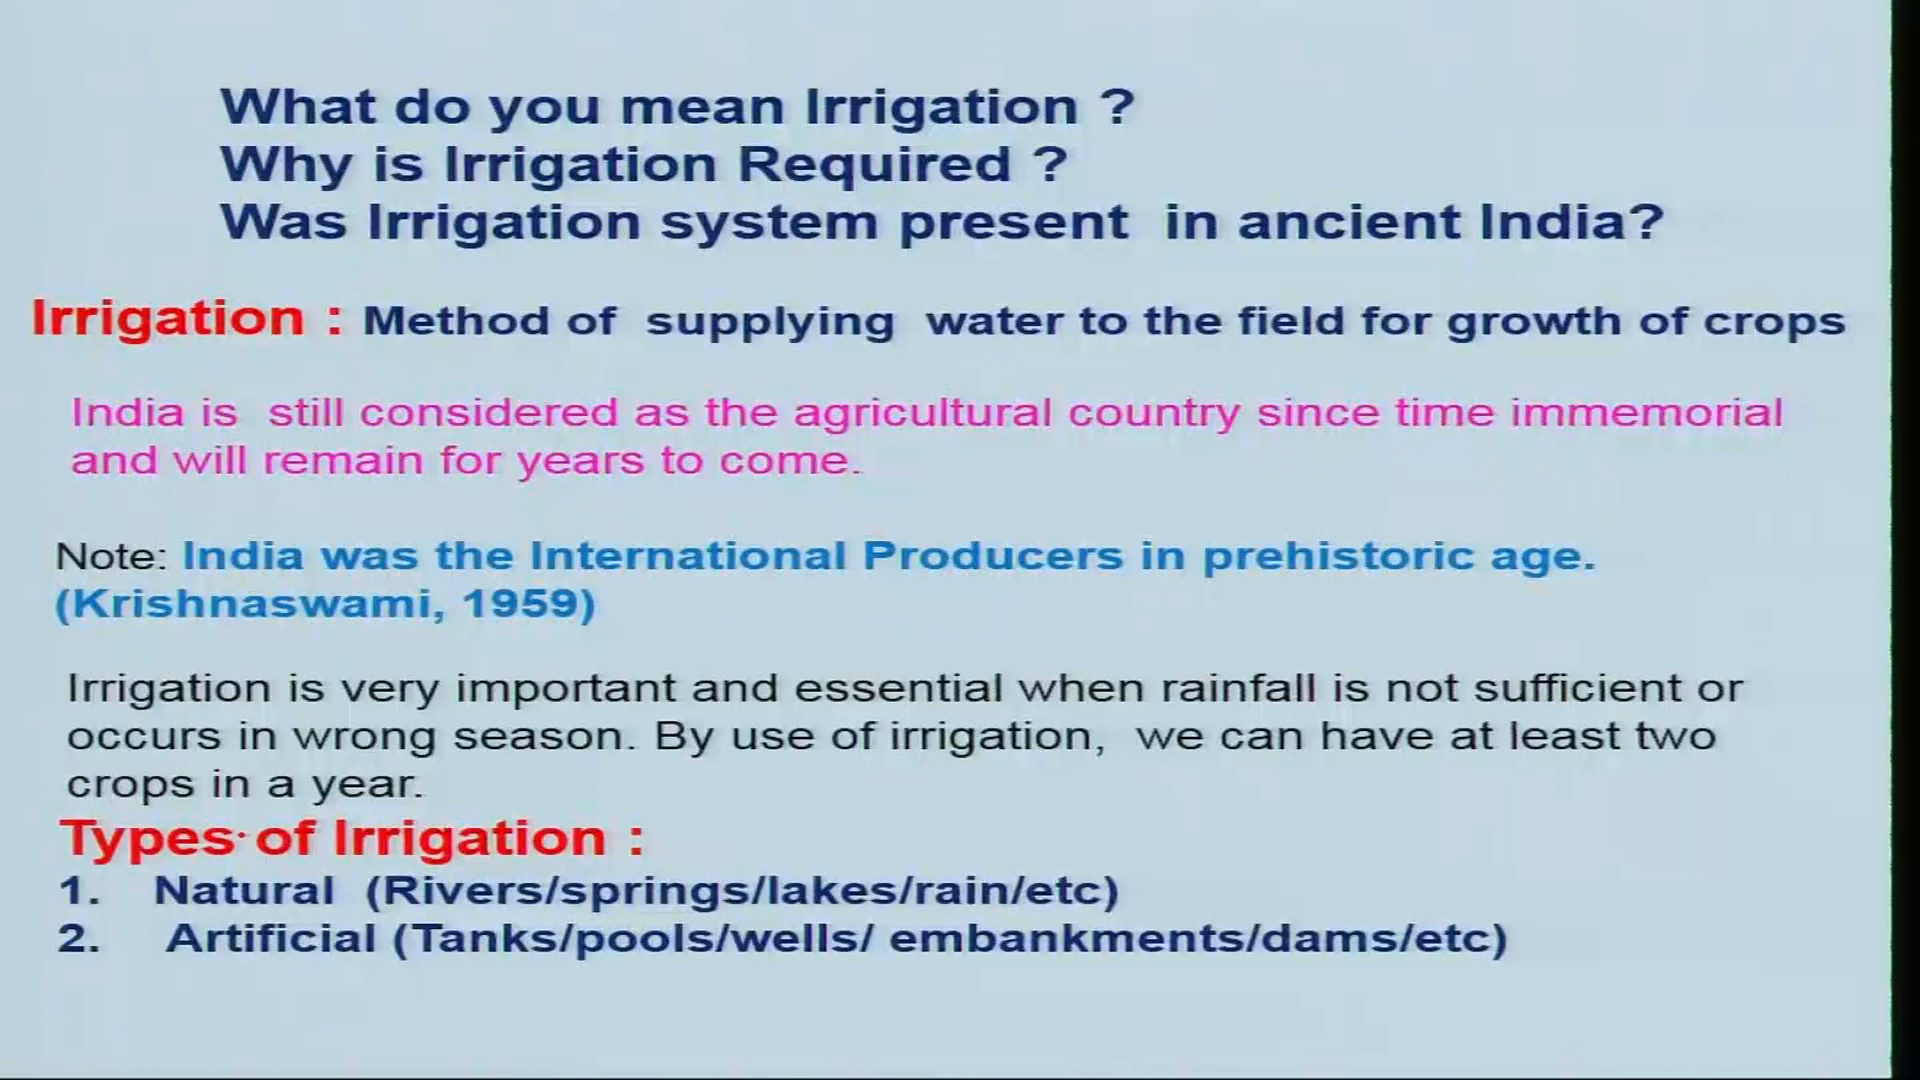 What do you mean Irrigation ?
Why is Irrigation Required ?
Was Irrigation system present in ancient India?
Irrigation : Method of supplying water to the field for growth of crops
India is still considered as the agricultural country since time immemorial
and will remain for years to come.
Note: India was the International Producers in prehistoric age.
(Krishnaswami, 1959)
Irrigation is very important and essential when rainfall is not sufficient or
occurs in wrong season. By use of irrigation, we can have at least two
crops in a year.
Types of Irrigation :
1. Natural (Rivers/springs/lakes/rain/etc)
2. Artificial (Tanks/pools/wells/ embankments/dams/etc)